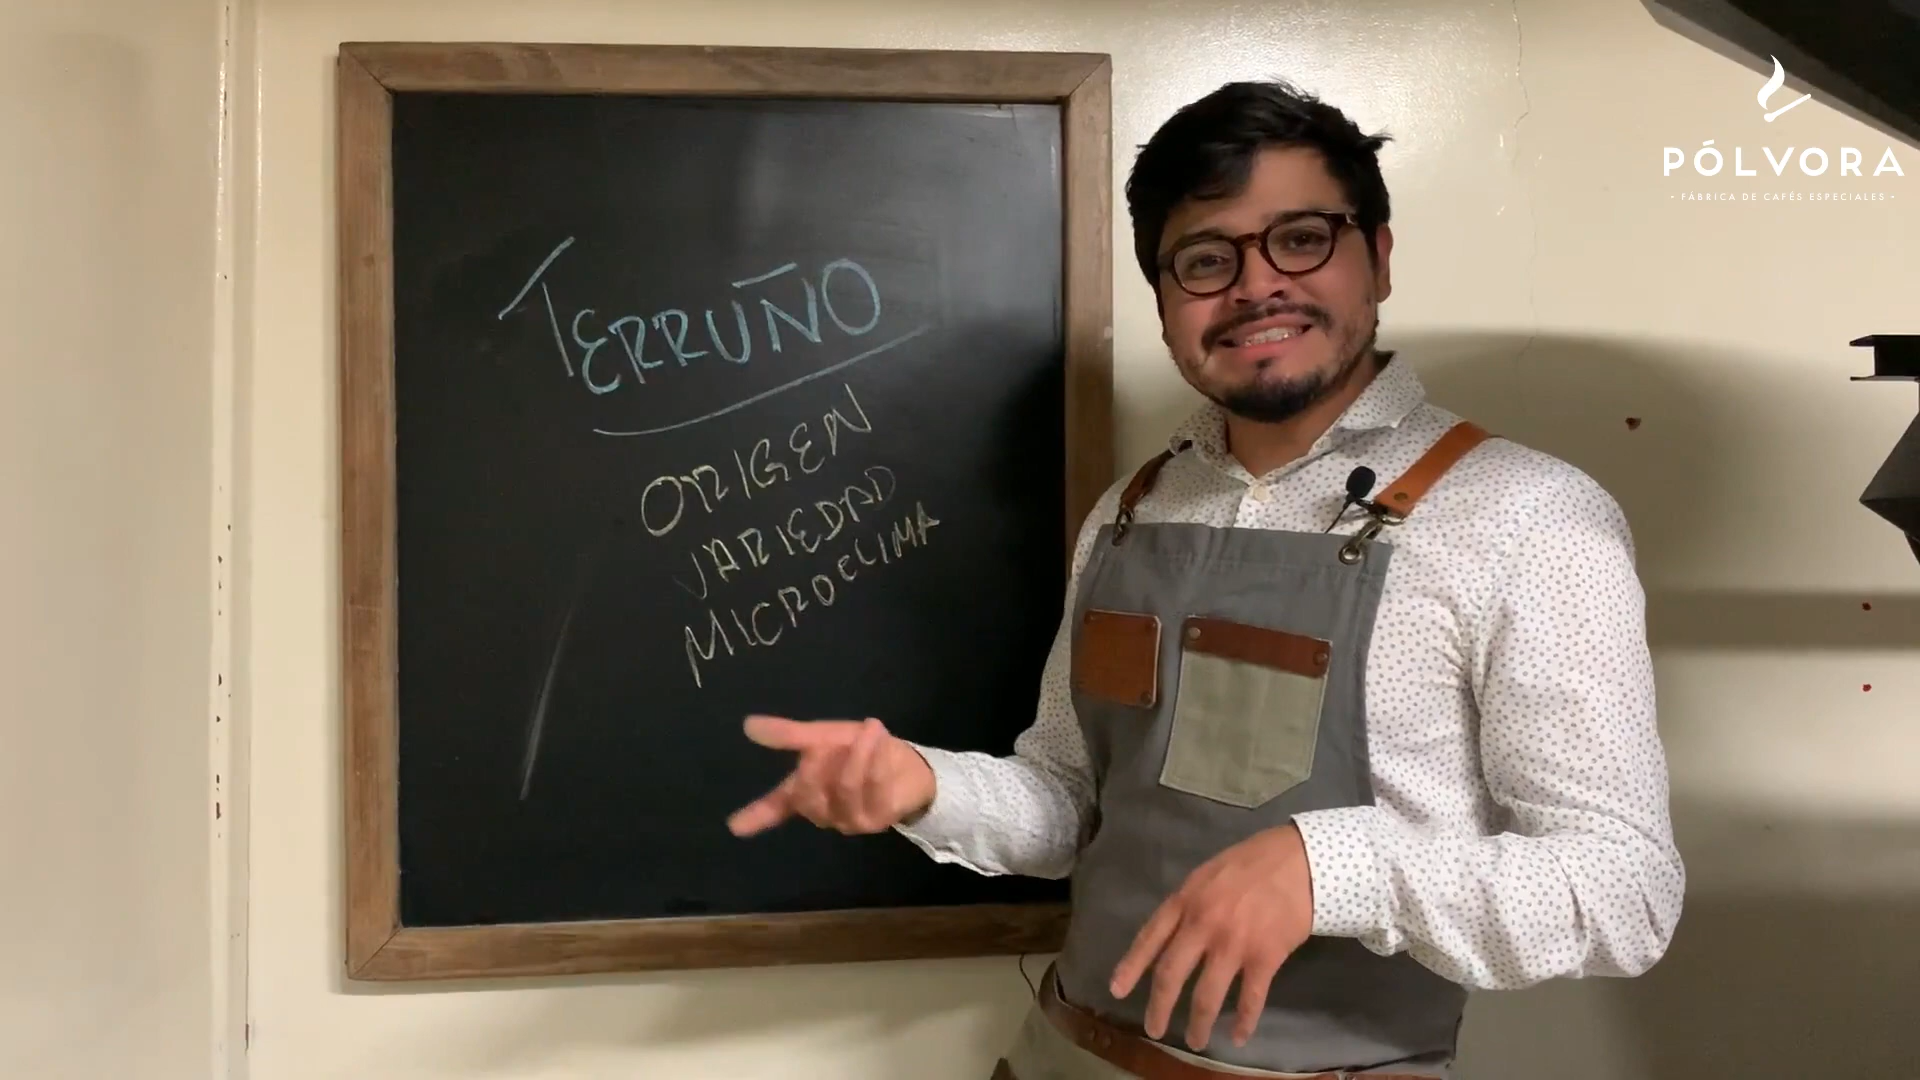 TERRUÑO
ORIGEN
VARIEDAD
MICROCLIMA
PÓLVORA
• FÁBRICA DE CAFÉS ESPECIALES •